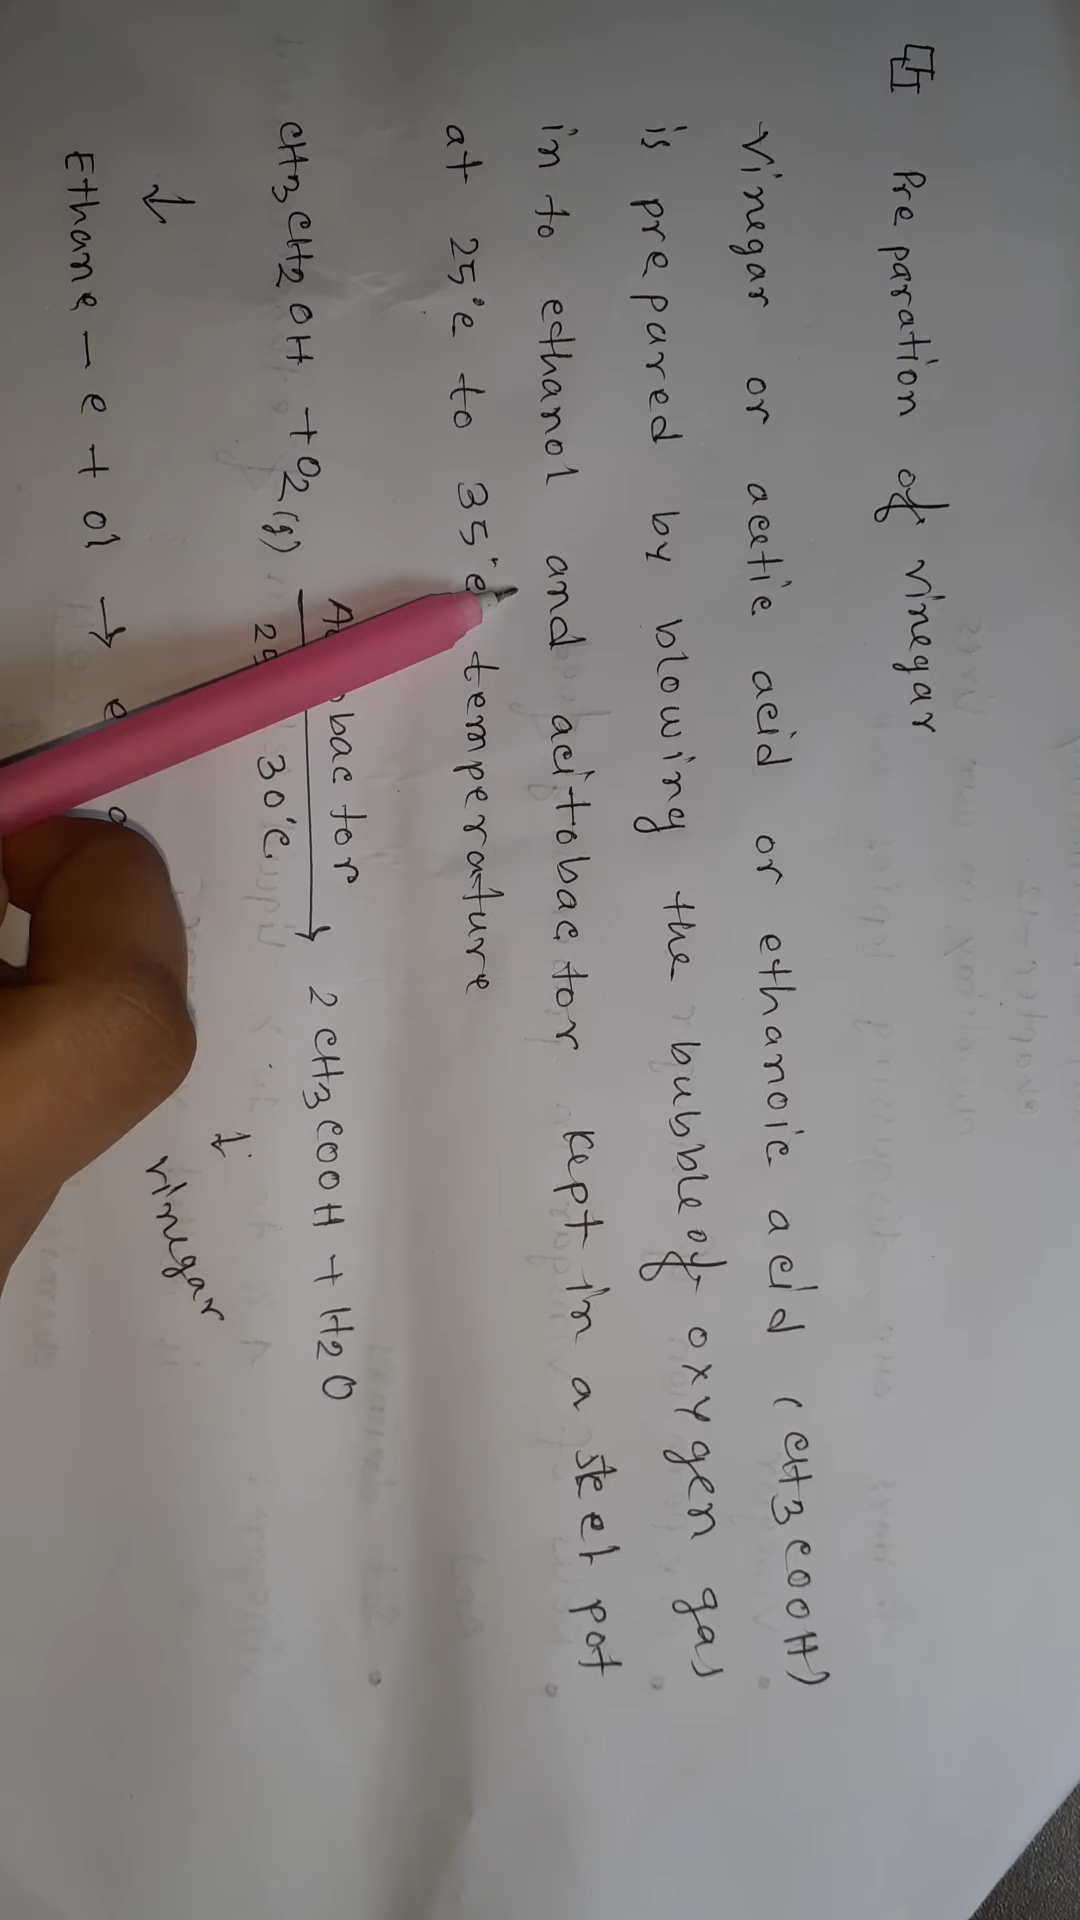 Preparation of vinegar
Vinegar or acetic acid or ethanoic acid (CH3COOH)
is prepared by blowing the bubble of oxygen gas
in to ethanol and acitobactor kept in a steel pot
at 25°c to 35°c temperature
CH3CH2OH + O2(g) bactor 30°c → 2CH3COOH + H2O
↓ ↓
Ethane - e + ol → vinegar